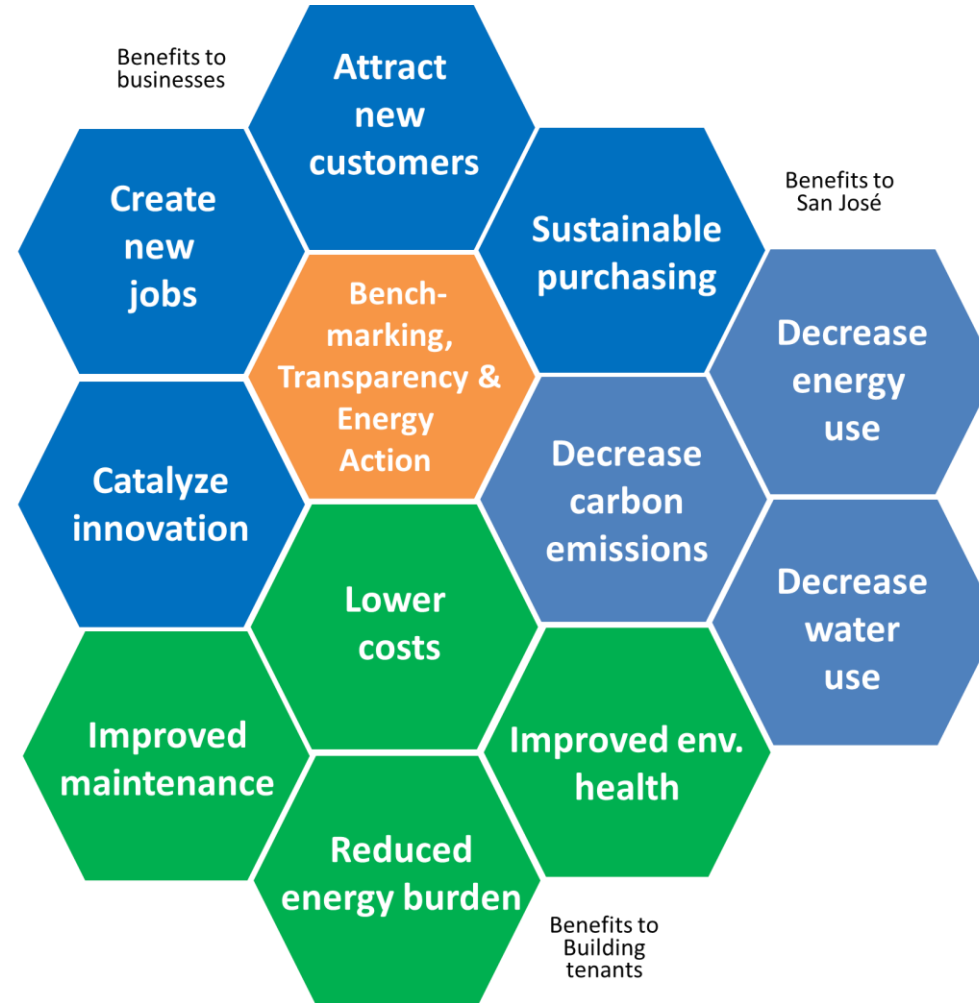 Benefits to
businesses
Attract
new
customers
Create
new
jobs
Sustainable
purchasing
Benefits to
San José
Bench-
marking,
Transparency &
Energy
Action
Decrease
energy
use
Catalyze
innovation
Decrease
carbon
emissions
Lower
costs
Decrease
water
use
Improved
maintenance
Improved env.
health
Reduced
energy burden
Benefits to
Building
tenants